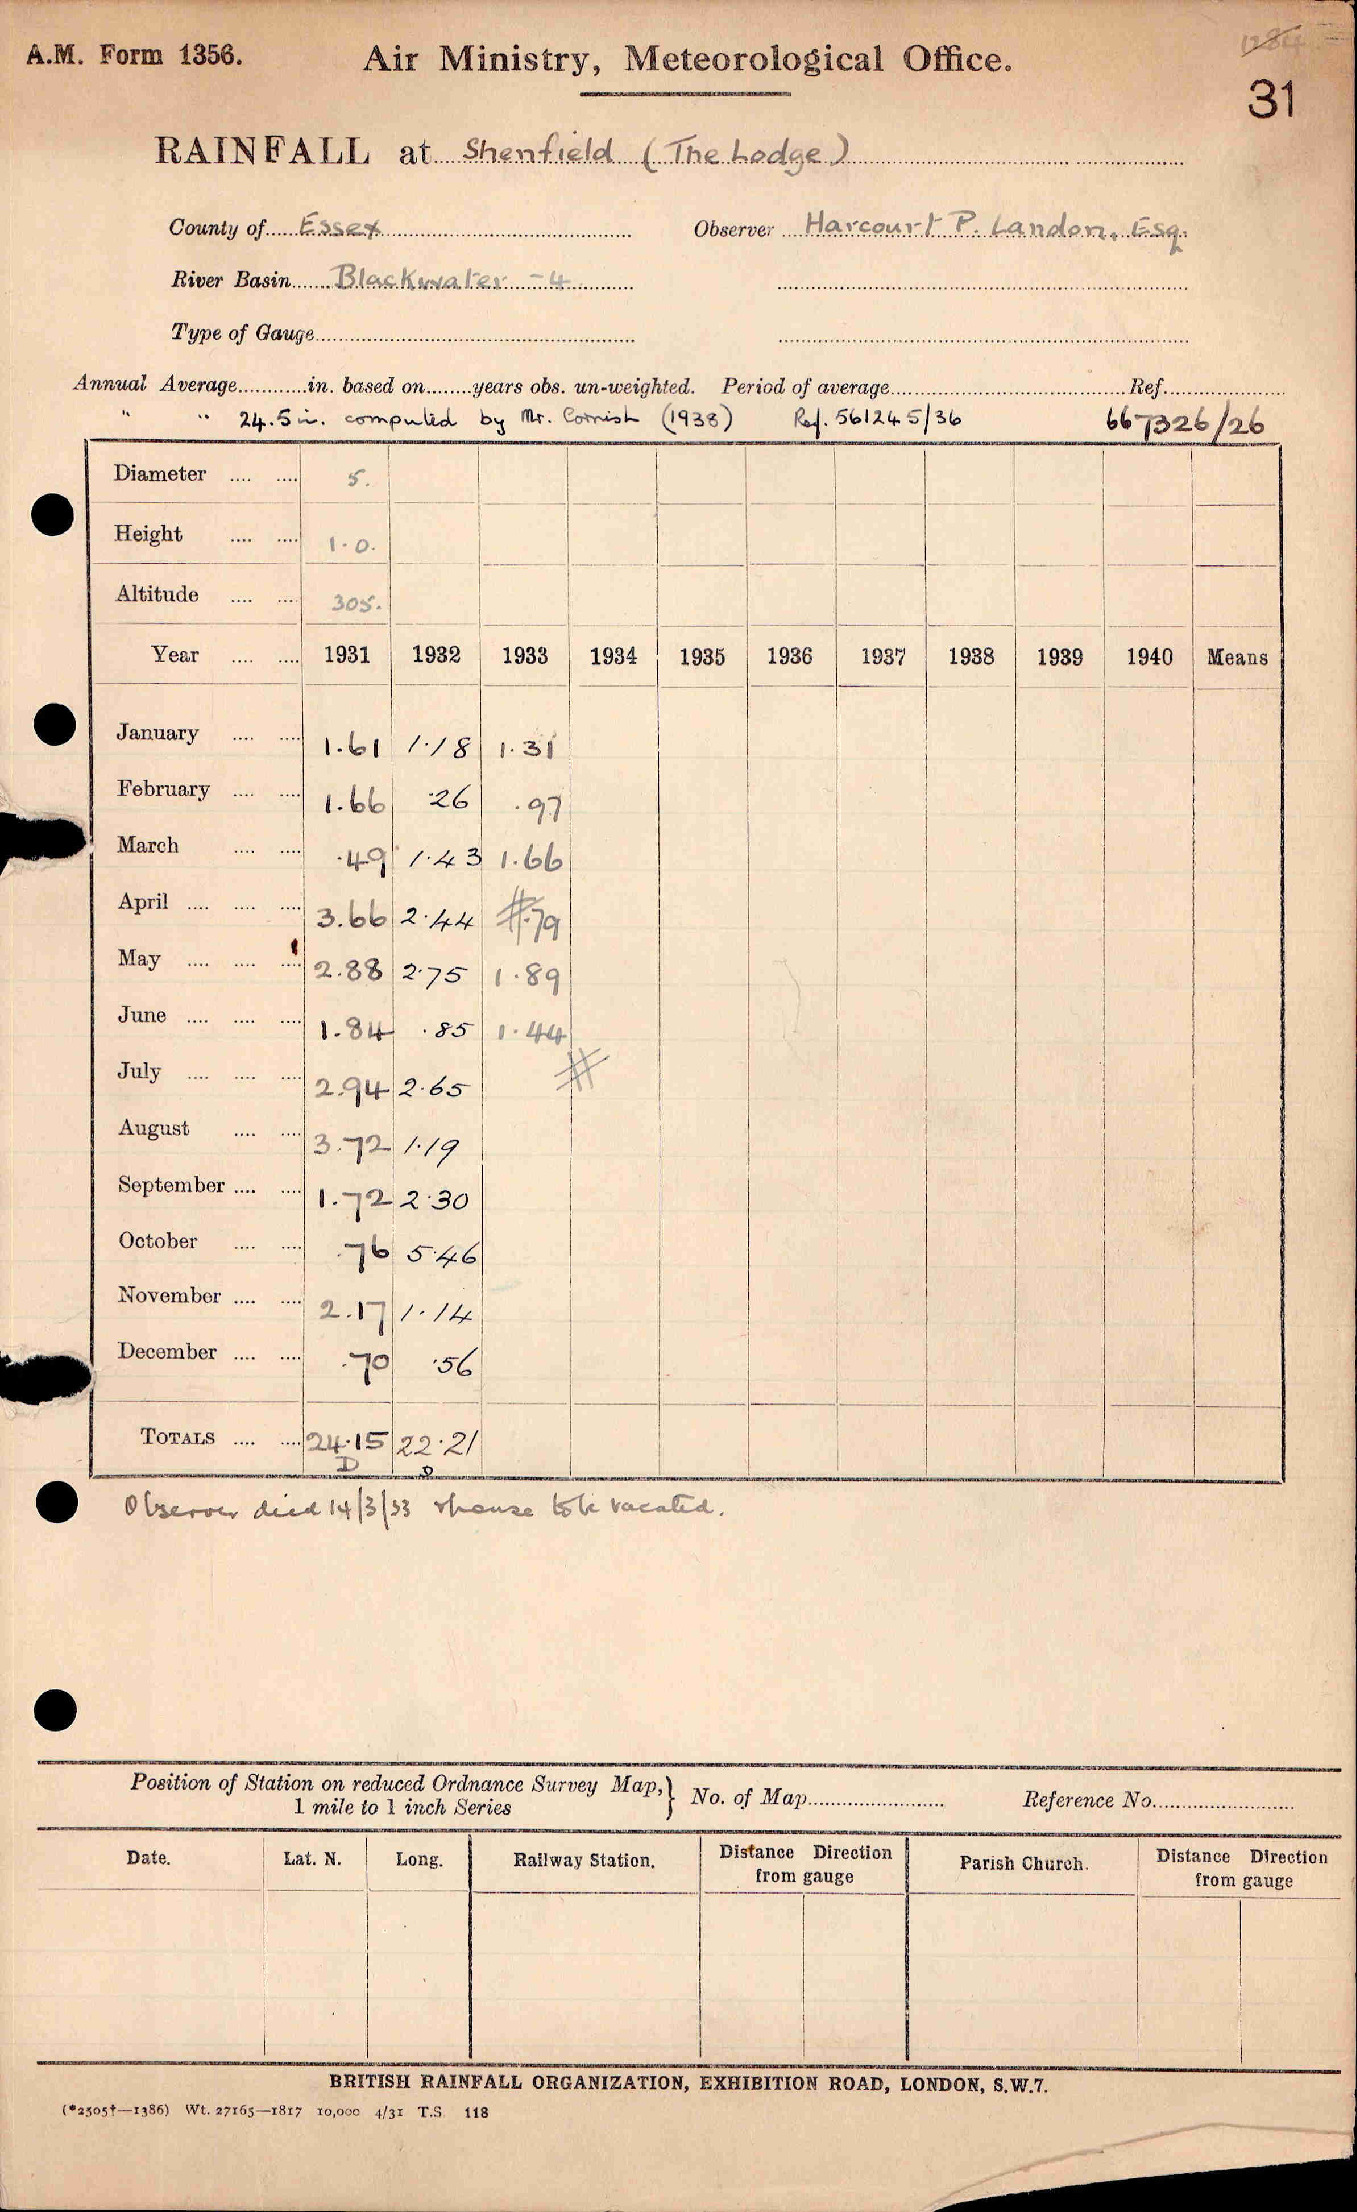 A.M. Form 1356.
Air Ministry, Meteorological Office.
1284
31
RAINFALL at Shenfield (The Lodge)
County of Essex Observer Harcourt P. Landon, Esq.
River Basin Blackwater -4
Type of Gauge
Annual Average in. based on years obs. un-weighted. Period of average Ref.
" " 24.5 in. computed by Mr. Cornish (1938) Ref. 561245/36 667326/26
Diameter 5.
Height 1.0.
Altitude 305.
Year 1931 1932 1933 1934 1935 1936 1937 1938 1939 1940 Means
January 1.61 1.18 1.31
February 1.66 .26 .97
March .49 1.43 1.66
April 3.66 2.44 # .79
May 2.88 2.75 1.89
June 1.84 .85 1.44
July 2.94 2.65 #
August 3.72 1.19
September 1.72 2.30
October .76 5.46
November 2.17 1.14
December .70 .56
TOTALS 24.15 22.21
D D
Observer died 14/3/33 & house to be vacated.
Position of Station on reduced Ordnance Survey Map, } No. of Map Reference No.
1 mile to 1 inch Series
Date. Lat. N. Long. Railway Station. Distance Direction from gauge Parish Church. Distance Direction from gauge
BRITISH RAINFALL ORGANIZATION, EXHIBITION ROAD, LONDON, S.W.7.
(*2505†—1386) Wt. 27165—1817 10,000 4/31 T.S. 118